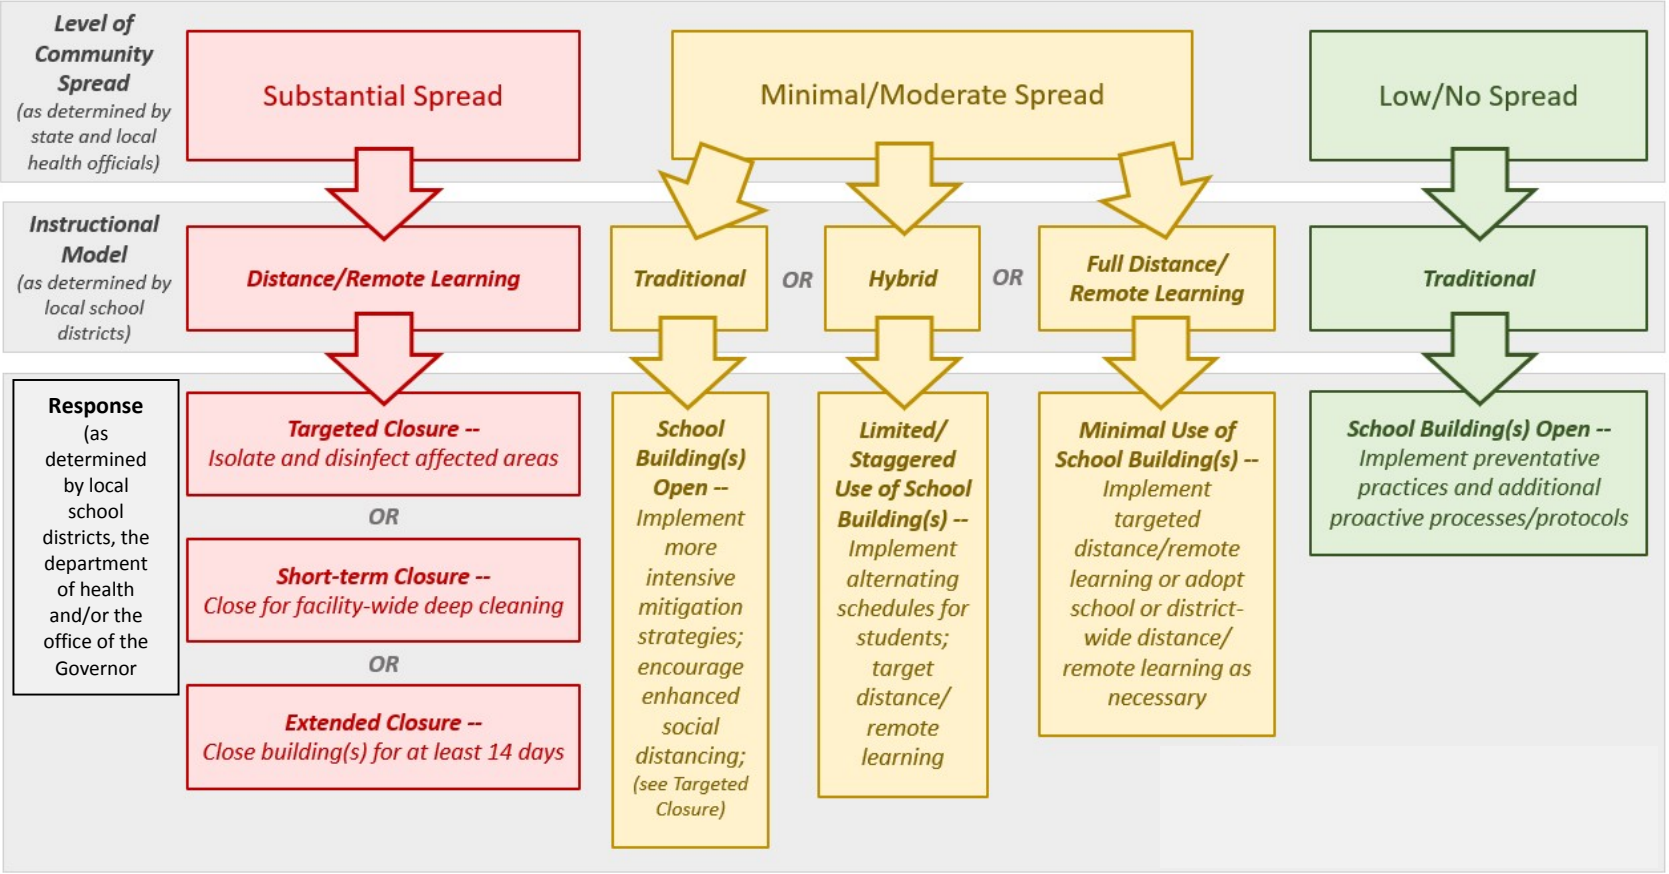 Level of
Community
Spread
(as determined by
state and local
health officials)
Substantial Spread
Minimal/Moderate Spread
Low/No Spread
Instructional
Model
(as determined by
local school
districts)
Distance/Remote Learning
Traditional
OR
Hybrid
OR
Full Distance/
Remote Learning
Traditional
Response
(as
determined
by local
school
districts, the
department
of health
and/or the
office of the
Governor
Targeted Closure --
Isolate and disinfect affected areas
OR
Short-term Closure --
Close for facility-wide deep cleaning
OR
Extended Closure --
Close building(s) for at least 14 days
School
Building(s)
Open --
Implement
more
intensive
mitigation
strategies;
encourage
enhanced
social
distancing;
(see Targeted
Closure)
Limited/
Staggered
Use of School
Building(s) --
Implement
alternating
schedules for
students;
target
distance/
remote
learning
Minimal Use of
School Building(s) --
Implement
targeted
distance/remote
learning or adopt
school or district-
wide distance/
remote learning as
necessary
School Building(s) Open --
Implement preventative
practices and additional
proactive processes/protocols